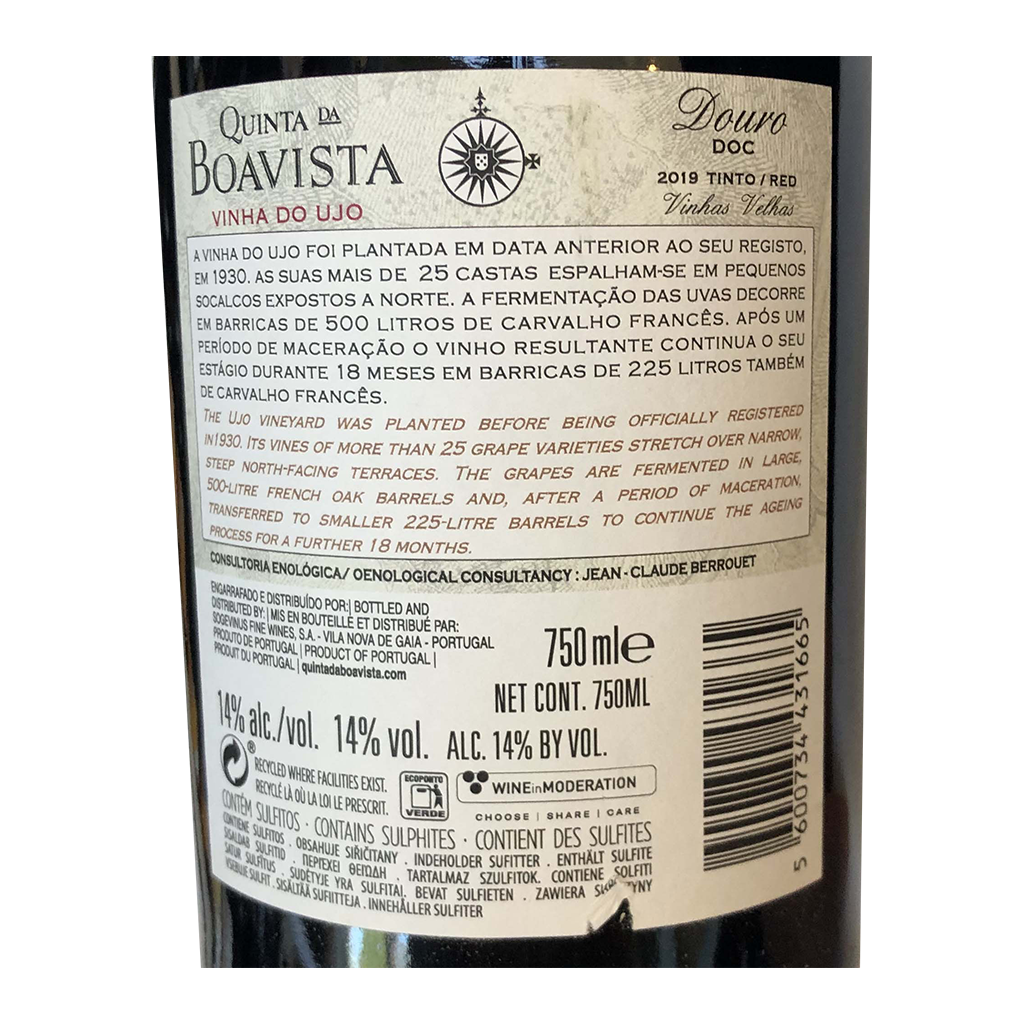 QUINTA DA
BOAVISTA
VINHA DO UJO
Douro
DOC
2019 TINTO / RED
Vinhas Velhas
A VINHA DO UJO FOI PLANTADA EM DATA ANTERIOR AO SEU REGISTO,
EM 1930. AS SUAS MAIS DE 25 CASTAS ESPALHAM-SE EM PEQUENOS
SOCALCOS EXPOSTOS A NORTE. A FERMENTAÇÃO DAS UVAS DECORRE
EM BARRICAS DE 500 LITROS DE CARVALHO FRANCÊS. APÓS UM
PERÍODO DE MACERAÇÃO O VINHO RESULTANTE CONTINUA O SEU
ESTÁGIO DURANTE 18 MESES EM BARRICAS DE 225 LITROS TAMBÉM
DE CARVALHO FRANCÊS.
THE UJO VINEYARD WAS PLANTED BEFORE BEING OFFICIALLY REGISTERED
IN1930. ITS VINES OF MORE THAN 25 GRAPE VARIETIES STRETCH OVER NARROW,
STEEP NORTH-FACING TERRACES. THE GRAPES ARE FERMENTED IN LARGE,
500-LITRE FRENCH OAK BARRELS AND, AFTER A PERIOD OF MACERATION,
TRANSFERRED TO SMALLER 225-LITRE BARRELS TO CONTINUE THE AGEING
PROCESS FOR A FURTHER 18 MONTHS.
CONSULTORIA ENOLÓGICA/ OENOLOGICAL CONSULTANCY : JEAN - CLAUDE BERROUET
ENGARRAFADO E DISTRIBUÍDO POR:| BOTTLED AND
DISTRIBUTED BY: | MIS EN BOUTEILLE ET DISTRIBUÉ PAR:
SOGEVINUS FINE WINES, S.A. - VILA NOVA DE GAIA - PORTUGAL
PRODUTO DE PORTUGAL | PRODUCT OF PORTUGAL |
PRODUIT DU PORTUGAL | quintadaboavista.com
750 ml e
NET CONT. 750ML
14% alc./vol. 14% vol. ALC. 14% BY VOL.
®
RECYCLED WHERE FACILITIES EXIST.
RECYCLÉ LÀ OÙ LA LOI LE PRESCRIT.
ECOPONTO
VERDE
WINEinMODERATION
CHOOSE | SHARE | CARE
CONTÉM SULFITOS · CONTAINS SULPHITES · CONTIENT DES SULFITES
CONTIENE SULFITOS . OBSAHUJE SIŘIČITANY . INDEHOLDER SULFITTER . ENTHÄLT SULFITE
SISALDAB SULFITID . ΠΕΡΙΕΧΕΙ ΘΕΙΩΔΗ . TARTALMAZ SZULFITOK. CONTIENE SOLFITI
SATUR SULFĪTUS . SUDĖTYJE YRA SULFITAI. BEVAT SULFIETEN . ZAWIERA
VSEBUJE SULFIT . SISÄLTÄÄ SULFIITTEJA . INNEHÅLLER SULFITER
5 600734 431665